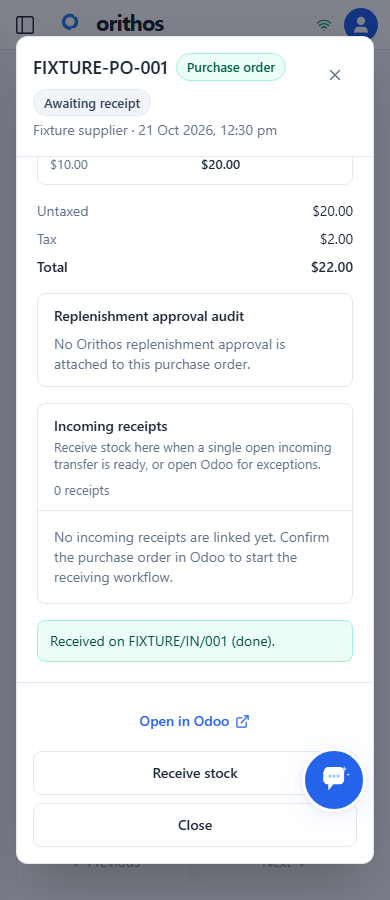 orithos
FIXTURE-PO-001
Purchase order
Awaiting receipt
Fixture supplier · 21 Oct 2026, 12:30 pm
$10.00 $20.00
Untaxed $20.00
Tax $2.00
Total $22.00
Replenishment approval audit
No Orithos replenishment approval is
attached to this purchase order.
Incoming receipts
Receive stock here when a single open incoming
transfer is ready, or open Odoo for exceptions.
0 receipts
No incoming receipts are linked yet. Confirm
the purchase order in Odoo to start the
receiving workflow.
Received on FIXTURE/IN/001 (done).
Open in Odoo
Receive stock
Close
Previous Next